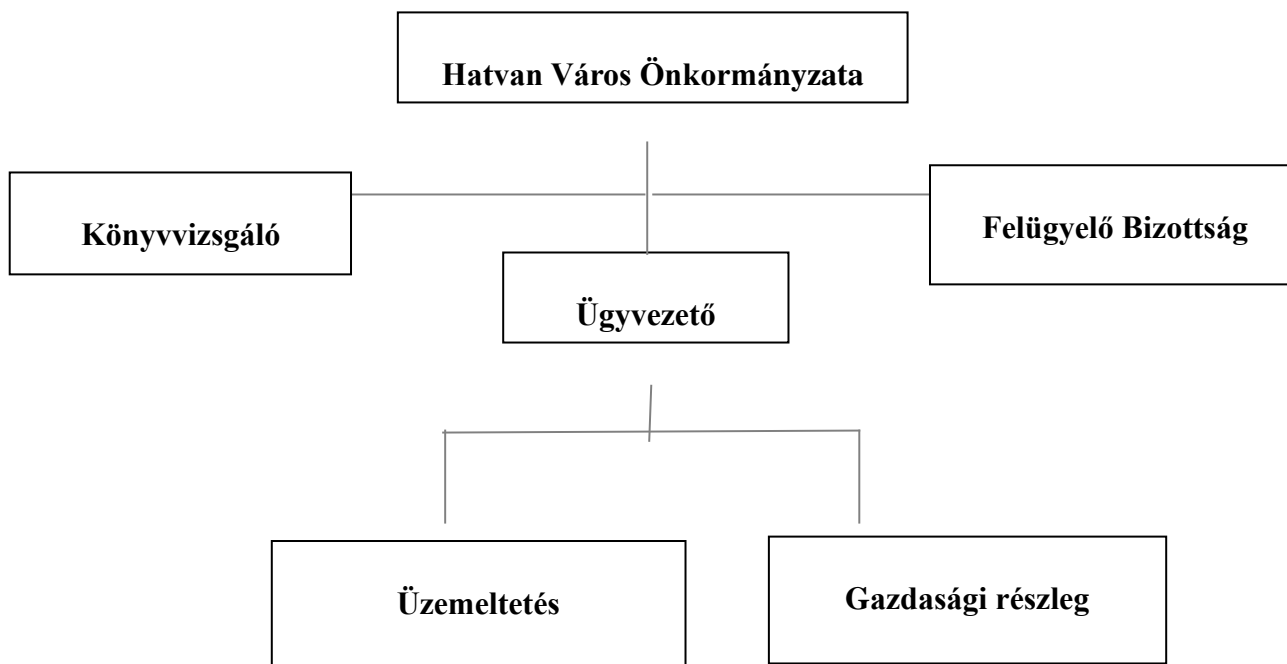 Hatvan Város Önkormányzata
Könyvvizsgáló
Felügyelő Bizottság
Ügyvezető
Üzemeltetés
Gazdasági részleg